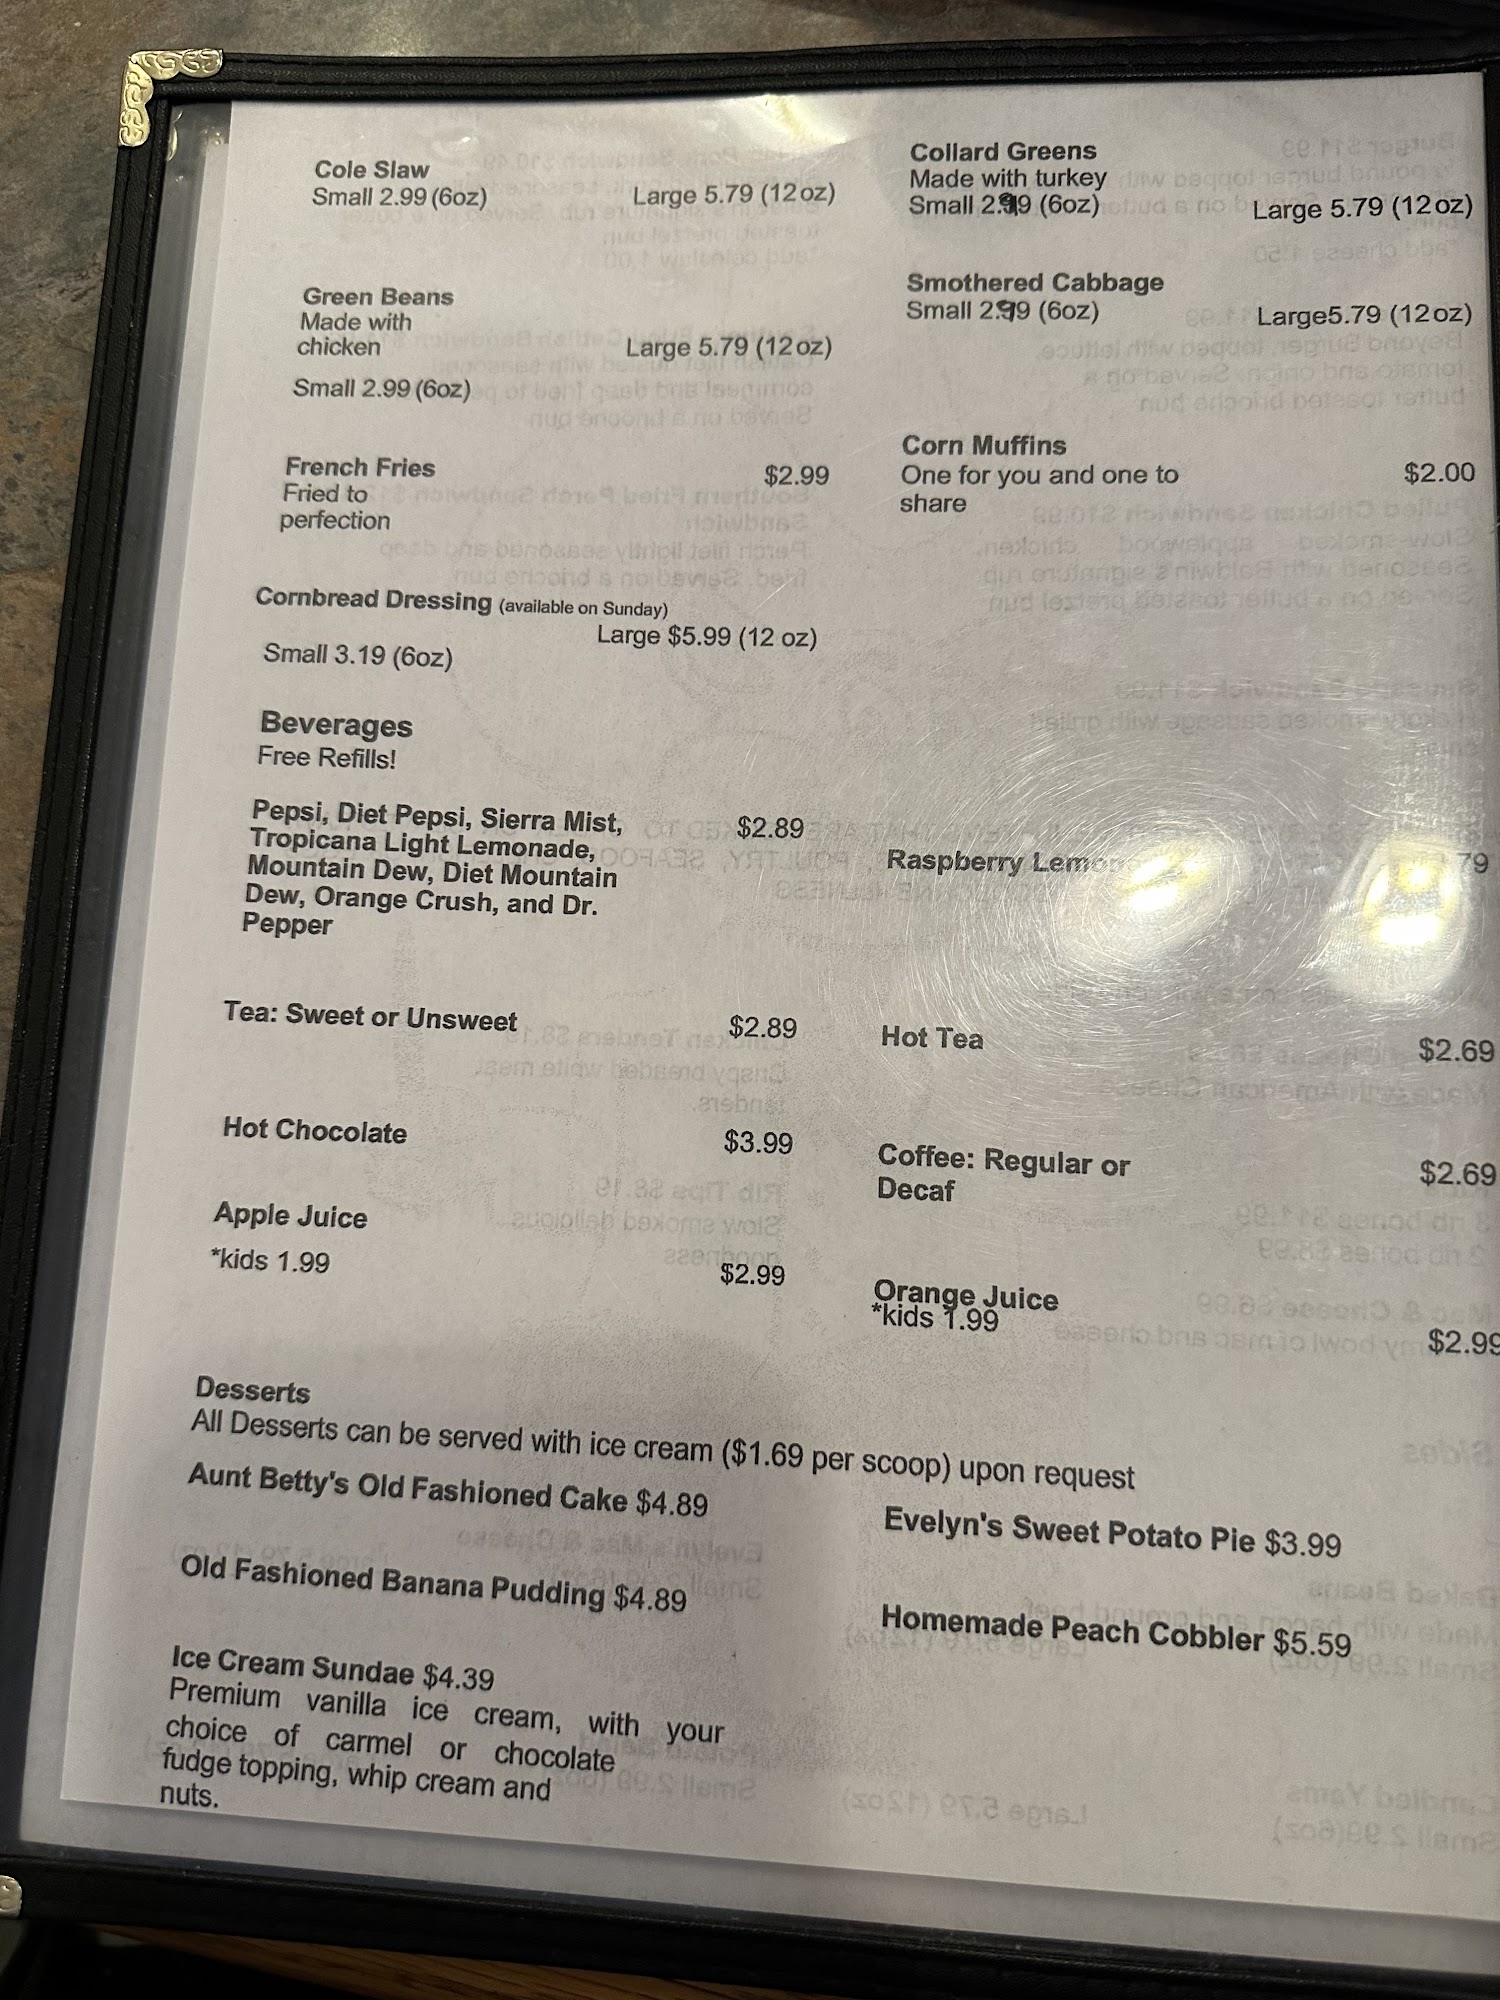 Cole Slaw
Small 2.99 (6oz)
Large 5.79 (12oz)
Collard Greens
Made with turkey
Small 2.99 (6oz)
Large 5.79 (12oz)
Green Beans
Made with
chicken
Large 5.79 (12oz)
Small 2.99 (6oz)
Smothered Cabbage
Small 2.99 (6oz)
Large5.79 (12oz)
French Fries
$2.99
Fried to
perfection
Corn Muffins
One for you and one to
$2.00
share
Cornbread Dressing (available on Sunday)
Large $5.99 (12 oz)
Small 3.19 (6oz)
Beverages
Free Refills!
Pepsi, Diet Pepsi, Sierra Mist,
$2.89
Tropicana Light Lemonade,
Mountain Dew, Diet Mountain
Dew, Orange Crush, and Dr.
Pepper
Raspberry
79
Tea: Sweet or Unsweet
$2.89
Hot Tea
$2.69
Hot Chocolate
$3.99
Coffee: Regular or
$2.69
Decaf
Apple Juice
*kids 1.99
$2.99
Orange Juice
*kids 1.99
$2.99
Desserts
All Desserts can be served with ice cream ($1.69 per scoop) upon request
Aunt Betty's Old Fashioned Cake $4.89
Evelyn's Sweet Potato Pie $3.99
Old Fashioned Banana Pudding $4.89
Homemade Peach Cobbler $5.59
Ice Cream Sundae $4.39
Premium vanilla ice cream, with your
choice of carmel or chocolate
fudge topping, whip cream and
nuts.